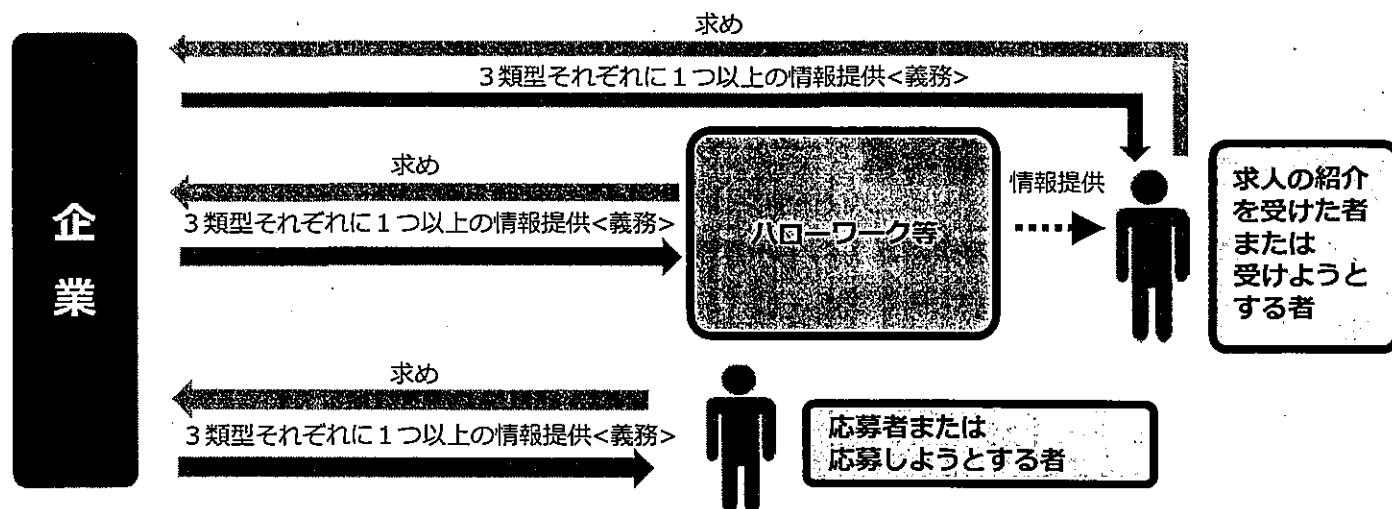 求め
3類型それぞれに1つ以上の情報提供<義務>
企業
求め
3類型それぞれに1つ以上の情報提供<義務>
ハローワーク等
情報提供
求人の紹介
を受けた者
または
受けようと
する者
求め
3類型それぞれに1つ以上の情報提供<義務>
応募者または
応募しようとする者